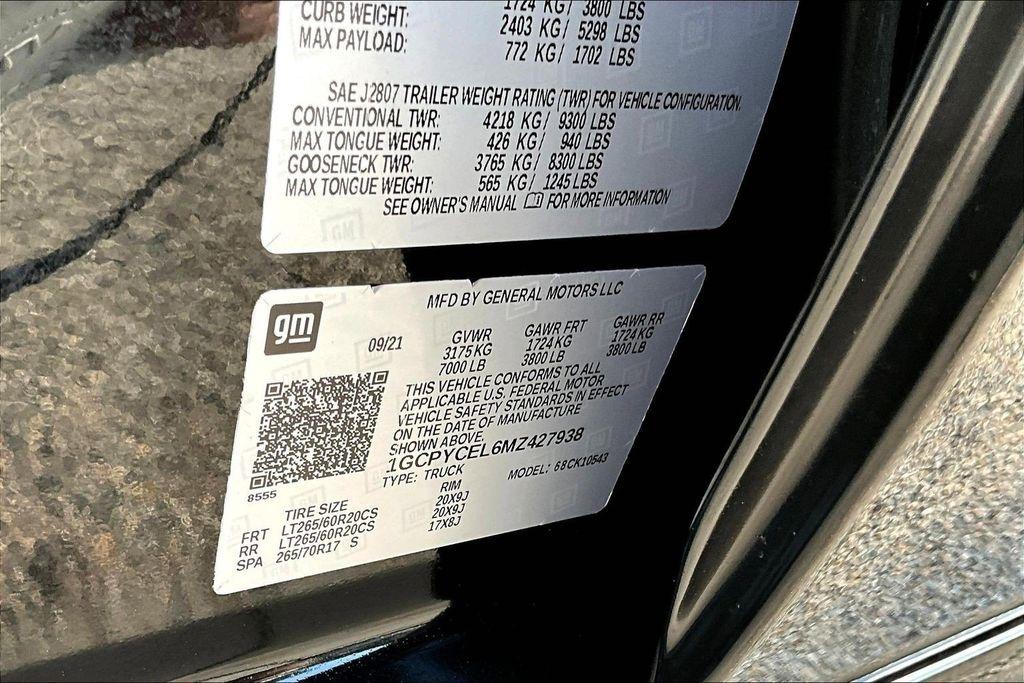 1724 KG/ 3800 LBS
CURB WEIGHT: 2403 KG/ 5298 LBS
MAX PAYLOAD: 772 KG/ 1702 LBS
SAE J2807 TRAILER WEIGHT RATING (TWR) FOR VEHICLE CONFIGURATION.
CONVENTIONAL TWR: 4218 KG/ 9300 LBS
MAX TONGUE WEIGHT: 426 KG/ 940 LBS
GOOSENECK TWR: 3765 KG/ 8300 LBS
MAX TONGUE WEIGHT: 565 KG/ 1245 LBS
SEE OWNER'S MANUAL FOR MORE INFORMATION
gm
MFD BY GENERAL MOTORS LLC
09/21 GVWR GAWR FRT GAWR RR
3175 KG 1724 KG 1724 KG
7000 LB 3800 LB 3800 LB
THIS VEHICLE CONFORMS TO ALL
APPLICABLE U.S. FEDERAL MOTOR
VEHICLE SAFETY STANDARDS IN EFFECT
ON THE DATE OF MANUFACTURE
SHOWN ABOVE.
1GCPYCEL6MZ427938
TYPE: TRUCK MODEL: 68CK10543
8555
TIRE SIZE RIM
FRT LT265/60R20CS 20X9J
RR LT265/60R20CS 20X9J
SPA 265/70R17 S 17X8J